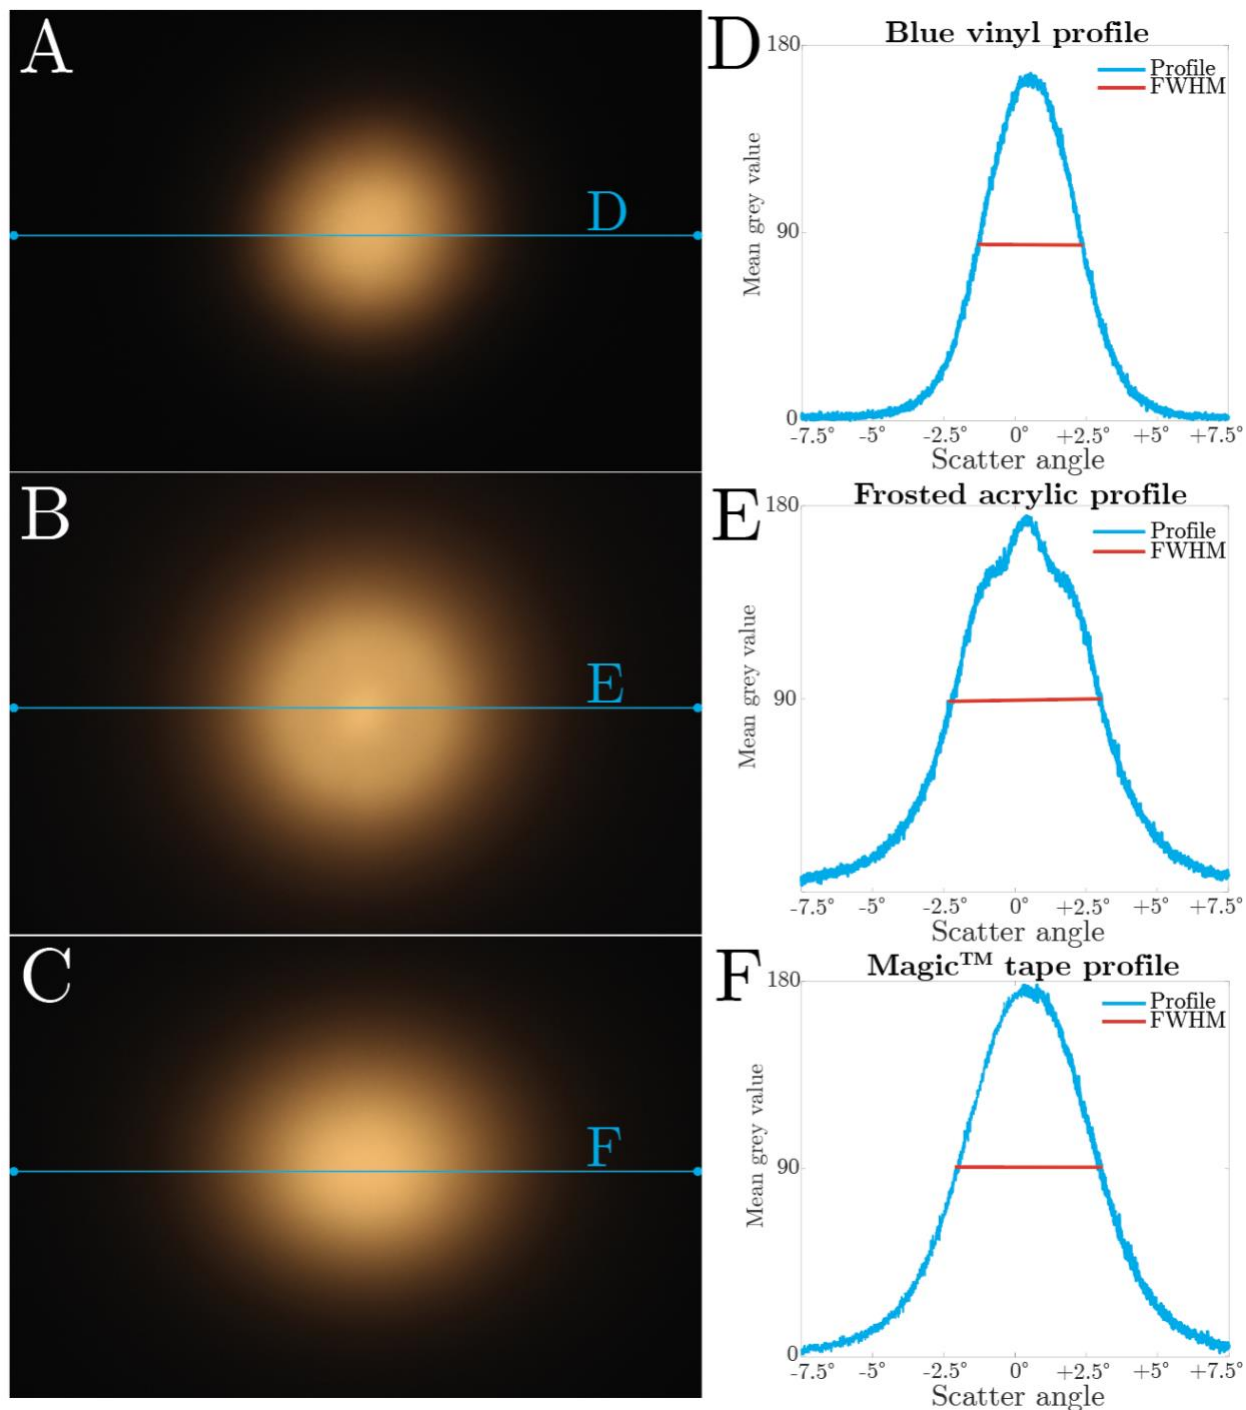 A
D
B
E
C
F
D
Blue vinyl profile
180
90
0
Mean grey value
Profile
FWHM
-7.5° -5° -2.5° 0° +2.5° +5° +7.5°
Scatter angle
E
Frosted acrylic profile
180
90
Mean grey value
Profile
FWHM
-7.5° -5° -2.5° 0° +2.5° +5° +7.5°
Scatter angle
F
Magic™ tape profile
180
90
0
Mean grey value
Profile
FWHM
-7.5° -5° -2.5° 0° +2.5° +5° +7.5°
Scatter angle